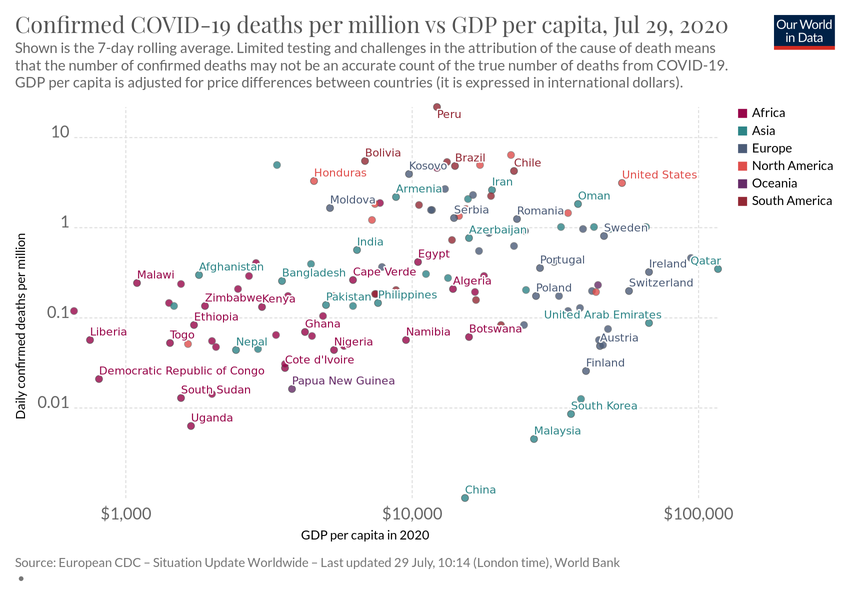 Confirmed COVID-19 deaths per million vs GDP per capita, Jul 29, 2020
Our World
in Data
Shown is the 7-day rolling average. Limited testing and challenges in the attribution of the cause of death means
that the number of confirmed deaths may not be an accurate count of the true number of deaths from COVID-19.
GDP per capita is adjusted for price differences between countries (it is expressed in international dollars).
Africa
Asia
Europe
North America
Oceania
South America
Peru
10
Bolivia
Kosovo
Brazil
Chile
Honduras
United States
Armenia
Iran
Oman
Moldova
Serbia
Romania
1
Azerbaijan
Sweden
India
Egypt
Portugal
Ireland
Qatar
Malawi
Afghanistan
Bangladesh
Cape Verde
Algeria
Switzerland
Zimbabwe
Kenya
Pakistan
Philippines
Poland
0.1
Ethiopia
Ghana
United Arab Emirates
Liberia
Togo
Nepal
Nigeria
Namibia
Botswana
Austria
Cote d'Ivoire
Democratic Republic of Congo
Finland
Papua New Guinea
South Sudan
0.01
South Korea
Uganda
Malaysia
China
Daily confirmed deaths per million
$1,000
$10,000
$100,000
GDP per capita in 2020
Source: European CDC – Situation Update Worldwide – Last updated 29 July, 10:14 (London time), World Bank